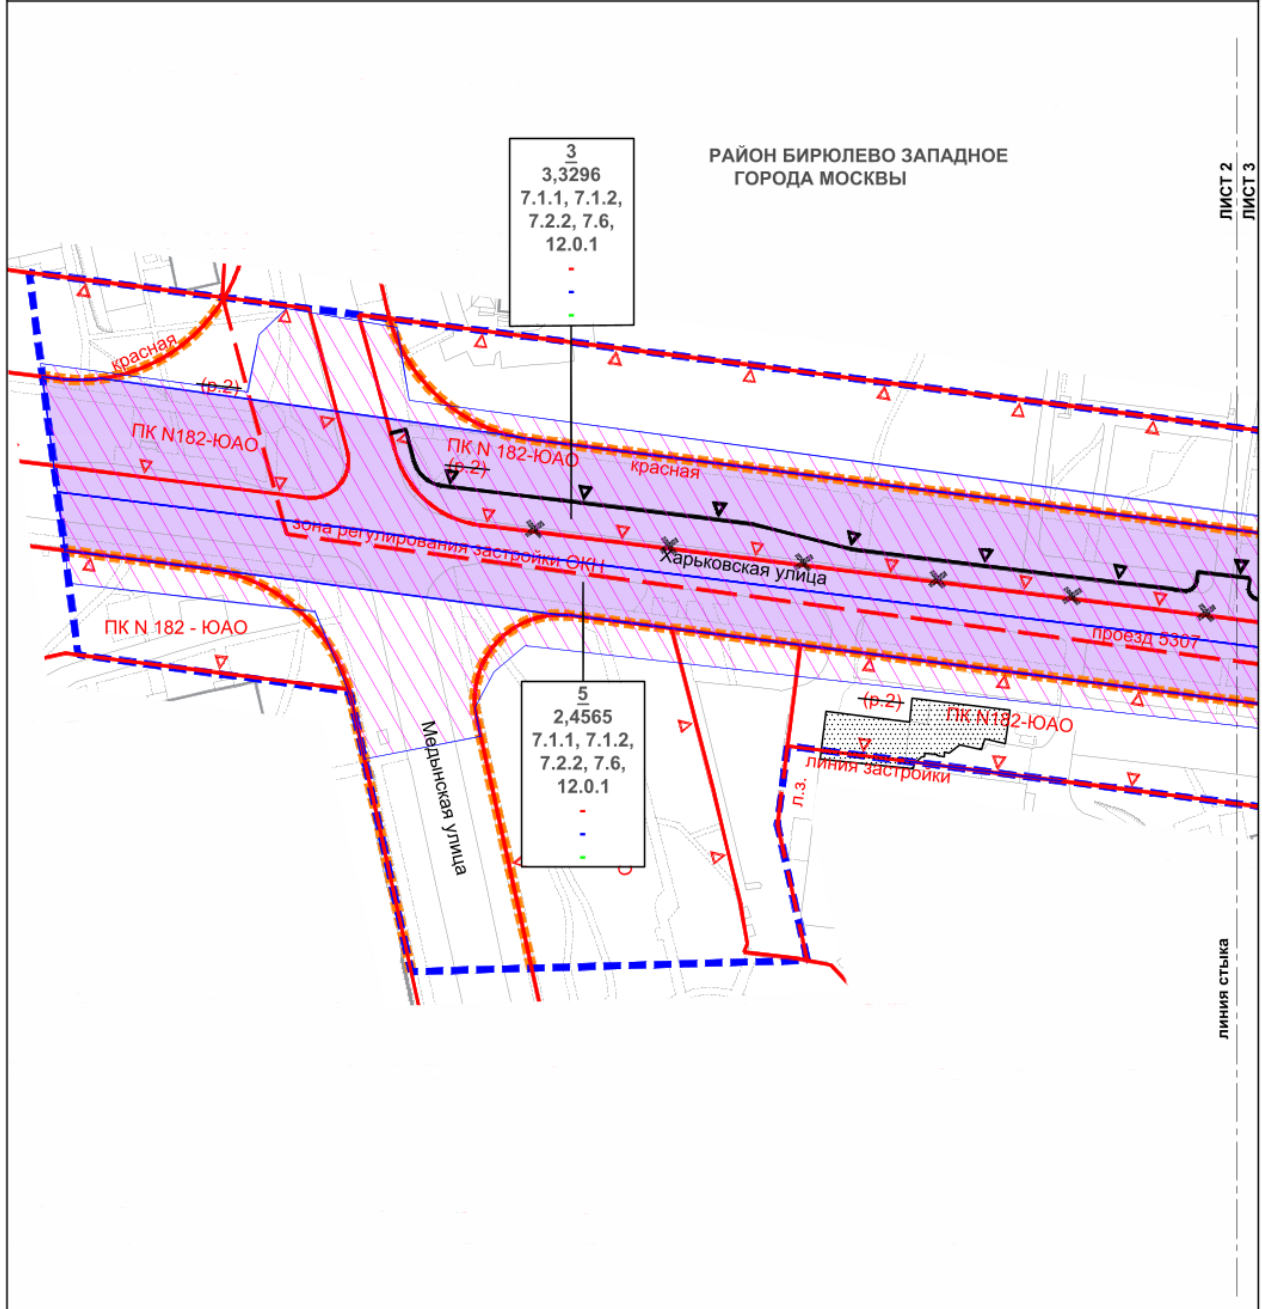 РАЙОН БИРЮЛЕВО ЗАПАДНОЕ
ГОРОДА МОСКВЫ
ЛИСТ 2
ЛИСТ 3
3
3,3296
7.1.1, 7.1.2,
7.2.2, 7.6,
12.0.1
-
-
-
красная
(р.2)
ПК N182-ЮАО
ПК N 182-ЮАО
(р.2)
красная
зона регулирования застройки ОКН
Харьковская улица
проезд 5307
ПК N 182 - ЮАО
5
2,4565
7.1.1, 7.1.2,
7.2.2, 7.6,
12.0.1
-
-
-
(р.2)
ПК N182-ЮАО
линия застройки
л.з.
Медынская улица
линия стыка